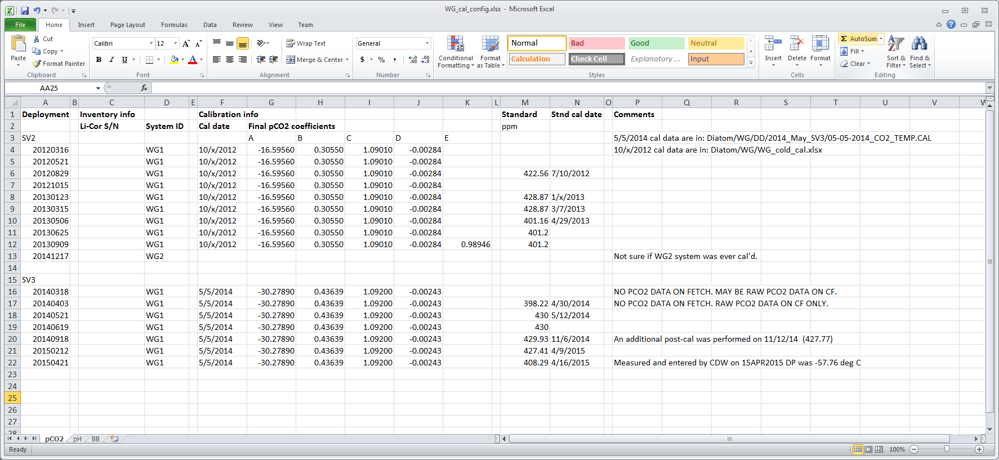 WG_cal_config.xlsx - Microsoft Excel
File Home Insert Page Layout Formulas Data Review View Team
Paste Cut Copy Format Painter
Calibri 12 A A
B I U A
Wrap Text
Merge & Center
General
$ % , .00 .00
Conditional Formatting Format as Table
Normal Bad Good Neutral
Calculation Check Cell Explanatory ... Input
Insert Delete Format
Σ AutoSum Fill Clear
Sort & Filter Find & Select
Clipboard Font Alignment Number Styles Cells Editing
AA25 fx
A B C D E F G H I J K L M N O P Q R S T U V W
1 Deployment Inventory info Calibration info Standard Stnd cal date Comments
2 Li-Cor S/N System ID Cal date Final pCO2 coefficients ppm
3 SV2 A B C D E 5/5/2014 cal data are in: Diatom/WG/DD/2014_May_SV3/05-05-2014_CO2_TEMP.CAL
4 20120316 WG1 10/x/2012 -16.59560 0.30550 1.09010 -0.00284 10/x/2012 cal data are in: Diatom/WG/WG_cold_cal.xlsx
5 20120521 WG1 10/x/2012 -16.59560 0.30550 1.09010 -0.00284
6 20120829 WG1 10/x/2012 -16.59560 0.30550 1.09010 -0.00284 422.56 7/10/2012
7 20121015 WG1 10/x/2012 -16.59560 0.30550 1.09010 -0.00284
8 20130123 WG1 10/x/2012 -16.59560 0.30550 1.09010 -0.00284 428.87 1/x/2013
9 20130315 WG1 10/x/2012 -16.59560 0.30550 1.09010 -0.00284 428.87 3/7/2013
10 20130506 WG1 10/x/2012 -16.59560 0.30550 1.09010 -0.00284 401.16 4/29/2013
11 20130625 WG1 10/x/2012 -16.59560 0.30550 1.09010 -0.00284 401.2
12 20130909 WG1 10/x/2012 -16.59560 0.30550 1.09010 -0.00284 0.98946 401.2
13 20141217 WG2 Not sure if WG2 system was ever cal'd.
14
15 SV3
16 20140318 WG1 5/5/2014 -30.27890 0.43639 1.09200 -0.00243 NO PCO2 DATA ON FETCH. MAY BE RAW PCO2 DATA ON CF.
17 20140403 WG1 5/5/2014 -30.27890 0.43639 1.09200 -0.00243 398.22 4/30/2014 NO PCO2 DATA ON FETCH. RAW PCO2 DATA ON CF ONLY.
18 20140521 WG1 5/5/2014 -30.27890 0.43639 1.09200 -0.00243 430 5/12/2014
19 20140619 WG1 5/5/2014 -30.27890 0.43639 1.09200 -0.00243 430
20 20140918 WG1 5/5/2014 -30.27890 0.43639 1.09200 -0.00243 429.93 11/6/2014 An additional post-cal was performed on 11/12/14 (427.77)
21 20150212 WG1 5/5/2014 -30.27890 0.43639 1.09200 -0.00243 427.41 4/9/2015
22 20150421 WG1 5/5/2014 -30.27890 0.43639 1.09200 -0.00243 408.29 4/16/2015 Measured and entered by CDW on 15APR2015 DP was -57.76 deg C
23
24
25
26
27
28
pCO2 pH BB
Ready 100%